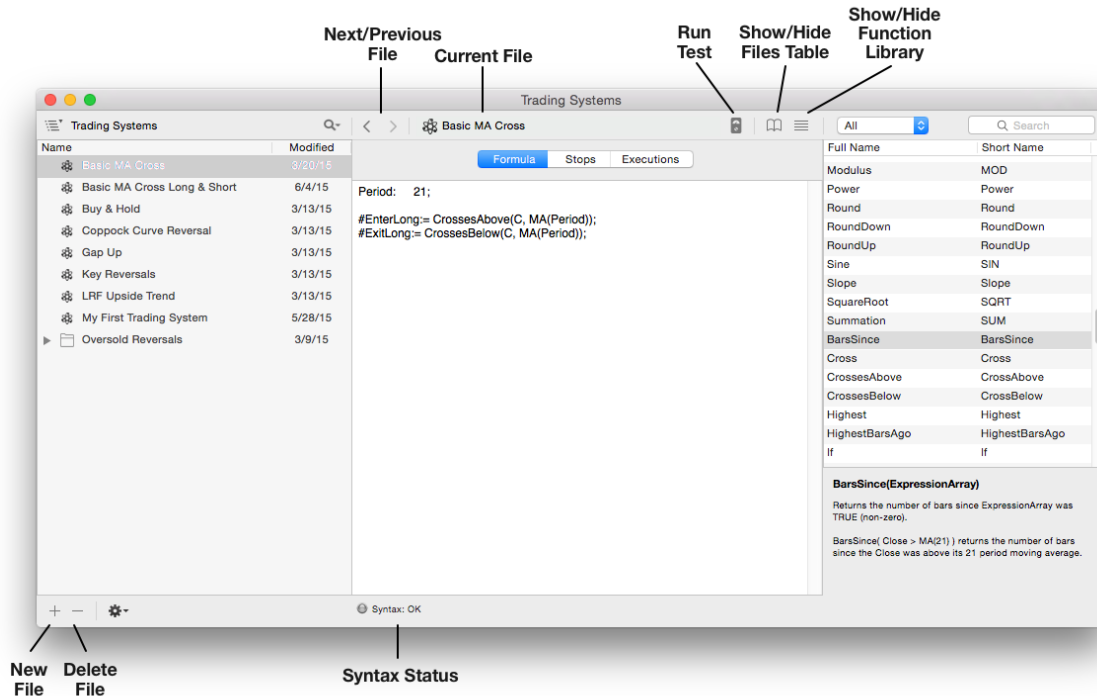 Next/Previous
File
Current File
Run
Test
Show/Hide
Files Table
Show/Hide
Function
Library
Trading Systems
Trading Systems
Basic MA Cross
All
Search
Name Modified
Basic MA Cross 3/20/15
Basic MA Cross Long & Short 6/4/15
Buy & Hold 3/13/15
Coppock Curve Reversal 3/13/15
Gap Up 3/13/15
Key Reversals 3/13/15
LRF Upside Trend 3/13/15
My First Trading System 5/28/15
Oversold Reversals 3/9/15
Formula Stops Executions
Period: 21;
#EnterLong:= CrossesAbove(C, MA(Period));
#ExitLong:= CrossesBelow(C, MA(Period));
Full Name Short Name
Modulus MOD
Power Power
Round Round
RoundDown RoundDown
RoundUp RoundUp
Sine SIN
Slope Slope
SquareRoot SQRT
Summation SUM
BarsSince BarsSince
Cross Cross
CrossesAbove CrossAbove
CrossesBelow CrossBelow
Highest Highest
HighestBarsAgo HighestBarsAgo
If If
BarsSince(ExpressionArray)
Returns the number of bars since ExpressionArray was
TRUE (non-zero).
BarsSince( Close > MA(21) ) returns the number of bars
since the Close was above its 21 period moving average.
Syntax: OK
New
File
Delete
File
Syntax Status